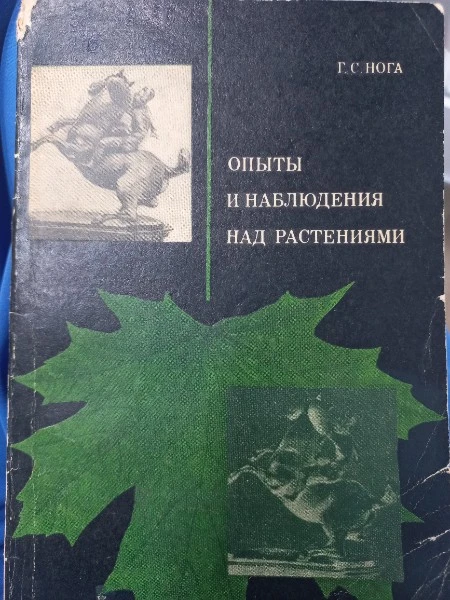 Г. С. НОГА
ОПЫТЫ
И НАБЛЮДЕНИЯ
НАД РАСТЕНИЯМИ